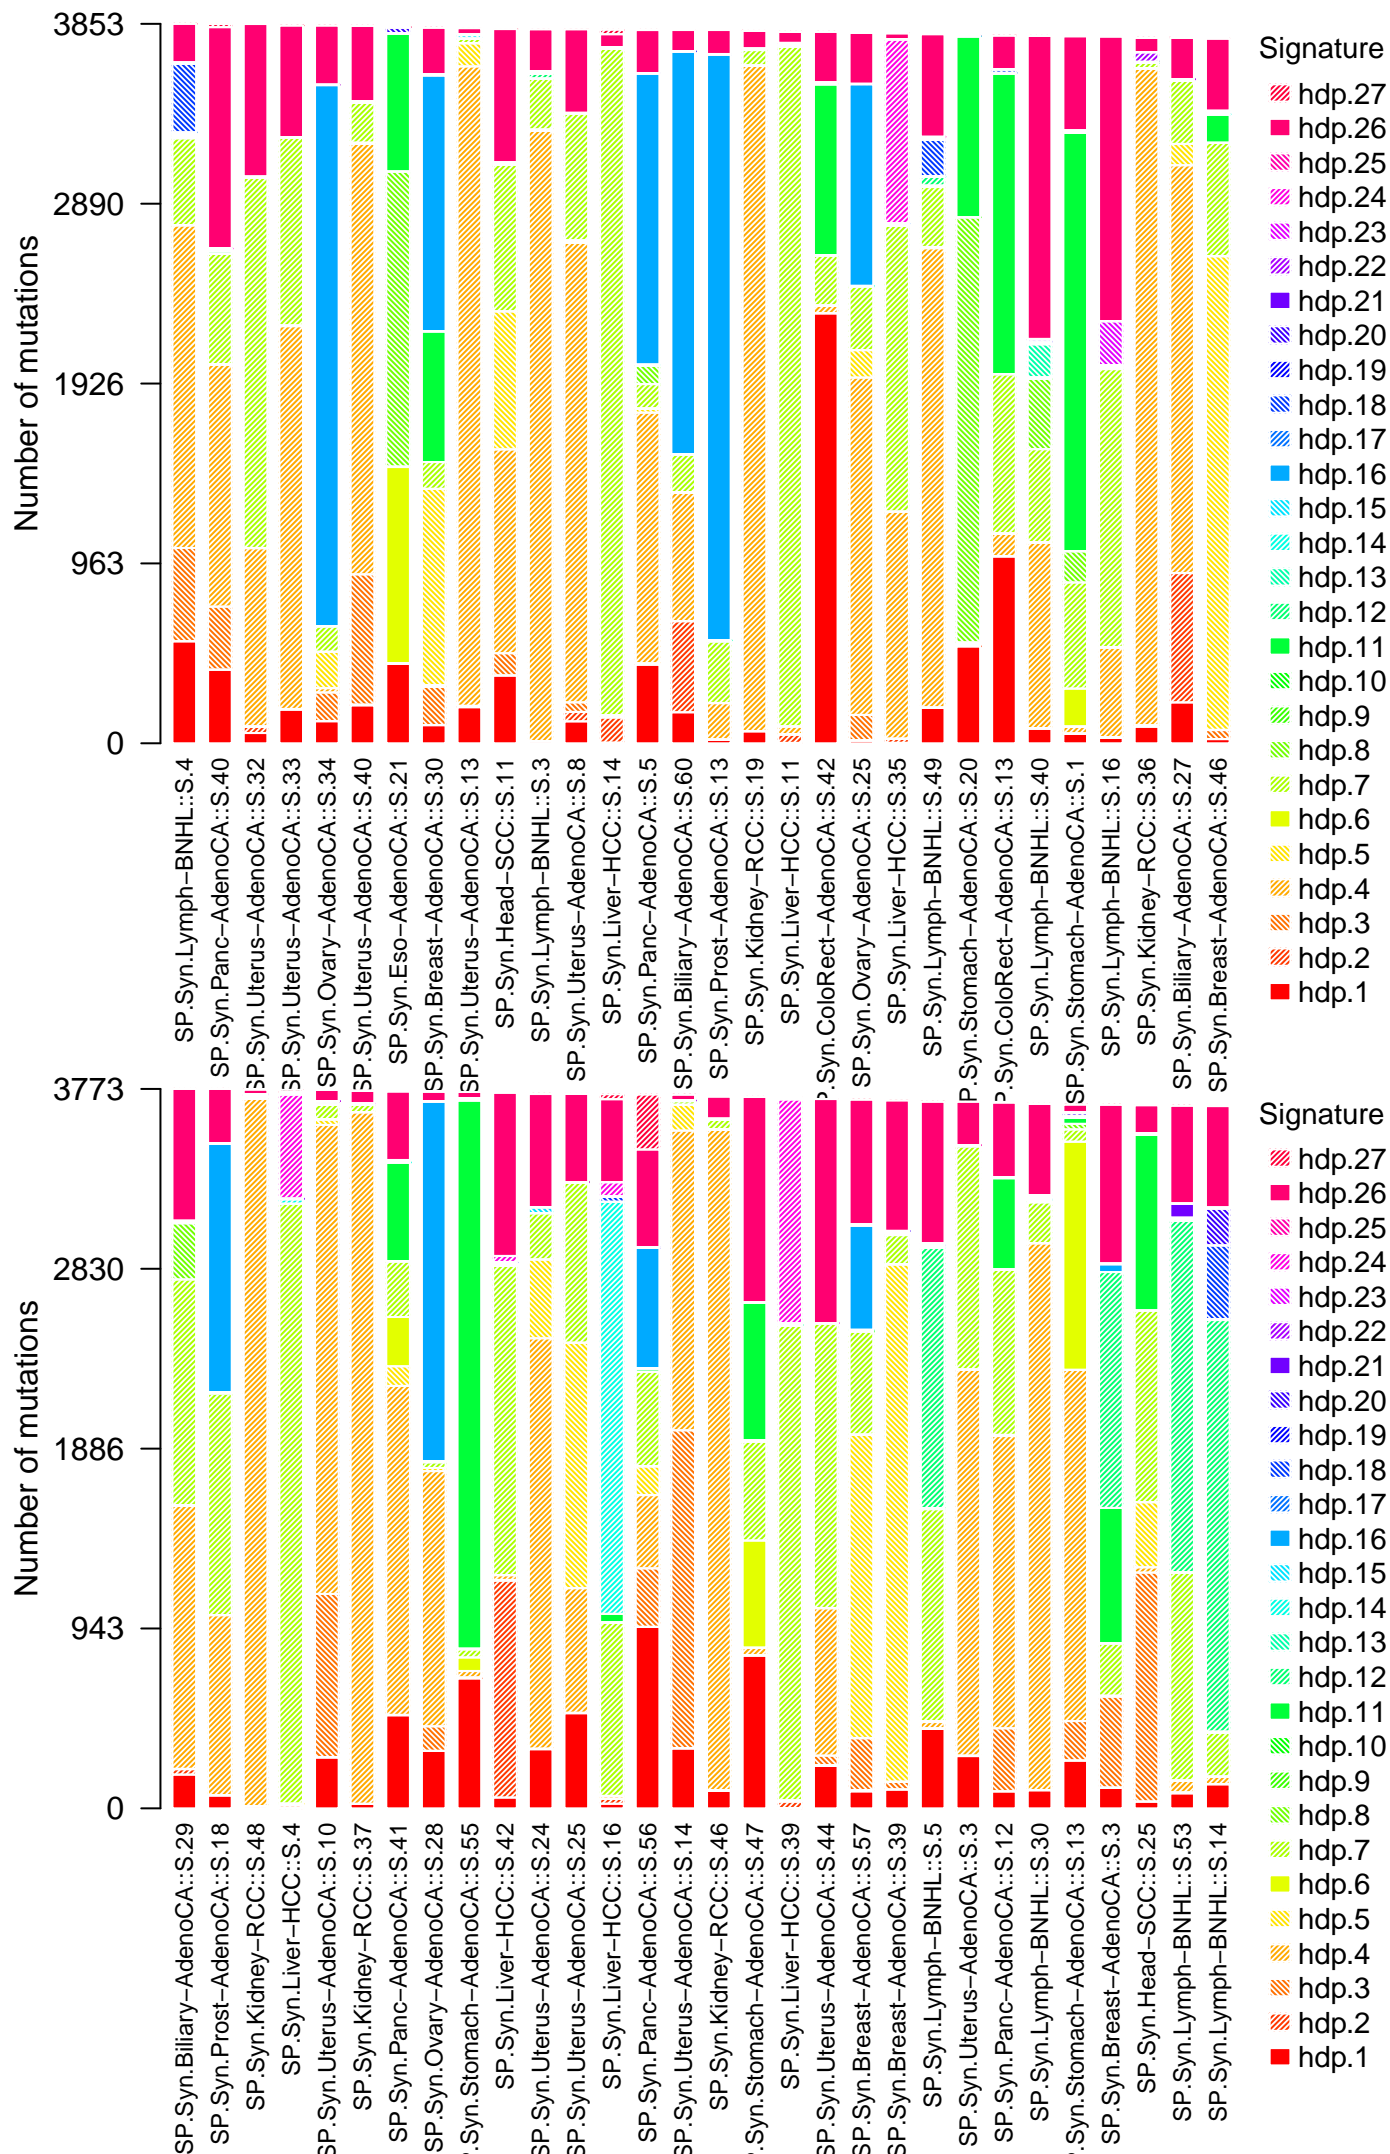 3853
2890
1926
963
0
Number of mutations
SP.Syn.Lymph−BNHL::S.4
SP.Syn.Panc−AdenoCA::S.40
SP.Syn.Uterus−AdenoCA::S.32
SP.Syn.Uterus−AdenoCA::S.33
SP.Syn.Ovary−AdenoCA::S.34
SP.Syn.Uterus−AdenoCA::S.40
SP.Syn.Eso−AdenoCA::S.21
SP.Syn.Breast−AdenoCA::S.30
SP.Syn.Uterus−AdenoCA::S.13
SP.Syn.Head−SCC::S.11
SP.Syn.Lymph−BNHL::S.3
SP.Syn.Uterus−AdenoCA::S.8
SP.Syn.Liver−HCC::S.14
SP.Syn.Panc−AdenoCA::S.5
SP.Syn.Biliary−AdenoCA::S.60
SP.Syn.Prost−AdenoCA::S.13
SP.Syn.Kidney−RCC::S.19
SP.Syn.Liver−HCC::S.11
P.Syn.ColoRect−AdenoCA::S.42
SP.Syn.Ovary−AdenoCA::S.25
SP.Syn.Liver−HCC::S.35
SP.Syn.Lymph−BNHL::S.49
P.Syn.Stomach−AdenoCA::S.20
P.Syn.ColoRect−AdenoCA::S.13
SP.Syn.Lymph−BNHL::S.40
SP.Syn.Stomach−AdenoCA::S.1
SP.Syn.Lymph−BNHL::S.16
SP.Syn.Kidney−RCC::S.36
SP.Syn.Biliary−AdenoCA::S.27
SP.Syn.Breast−AdenoCA::S.46
Signature
hdp.27
hdp.26
hdp.25
hdp.24
hdp.23
hdp.22
hdp.21
hdp.20
hdp.19
hdp.18
hdp.17
hdp.16
hdp.15
hdp.14
hdp.13
hdp.12
hdp.11
hdp.10
hdp.9
hdp.8
hdp.7
hdp.6
hdp.5
hdp.4
hdp.3
hdp.2
hdp.1
3773
2830
1886
943
0
Number of mutations
SP.Syn.Biliary−AdenoCA::S.29
SP.Syn.Prost−AdenoCA::S.18
SP.Syn.Kidney−RCC::S.48
SP.Syn.Liver−HCC::S.4
SP.Syn.Uterus−AdenoCA::S.10
SP.Syn.Kidney−RCC::S.37
SP.Syn.Panc−AdenoCA::S.41
SP.Syn.Ovary−AdenoCA::S.28
P.Syn.Stomach−AdenoCA::S.55
SP.Syn.Liver−HCC::S.42
SP.Syn.Uterus−AdenoCA::S.24
SP.Syn.Uterus−AdenoCA::S.25
SP.Syn.Liver−HCC::S.16
SP.Syn.Panc−AdenoCA::S.56
SP.Syn.Uterus−AdenoCA::S.14
SP.Syn.Kidney−RCC::S.46
P.Syn.Stomach−AdenoCA::S.47
SP.Syn.Liver−HCC::S.39
SP.Syn.Uterus−AdenoCA::S.44
SP.Syn.Breast−AdenoCA::S.57
SP.Syn.Breast−AdenoCA::S.39
SP.Syn.Lymph−BNHL::S.5
SP.Syn.Uterus−AdenoCA::S.3
SP.Syn.Panc−AdenoCA::S.12
SP.Syn.Lymph−BNHL::S.30
P.Syn.Stomach−AdenoCA::S.13
SP.Syn.Breast−AdenoCA::S.3
SP.Syn.Head−SCC::S.25
SP.Syn.Lymph−BNHL::S.53
SP.Syn.Lymph−BNHL::S.14
Signature
hdp.27
hdp.26
hdp.25
hdp.24
hdp.23
hdp.22
hdp.21
hdp.20
hdp.19
hdp.18
hdp.17
hdp.16
hdp.15
hdp.14
hdp.13
hdp.12
hdp.11
hdp.10
hdp.9
hdp.8
hdp.7
hdp.6
hdp.5
hdp.4
hdp.3
hdp.2
hdp.1